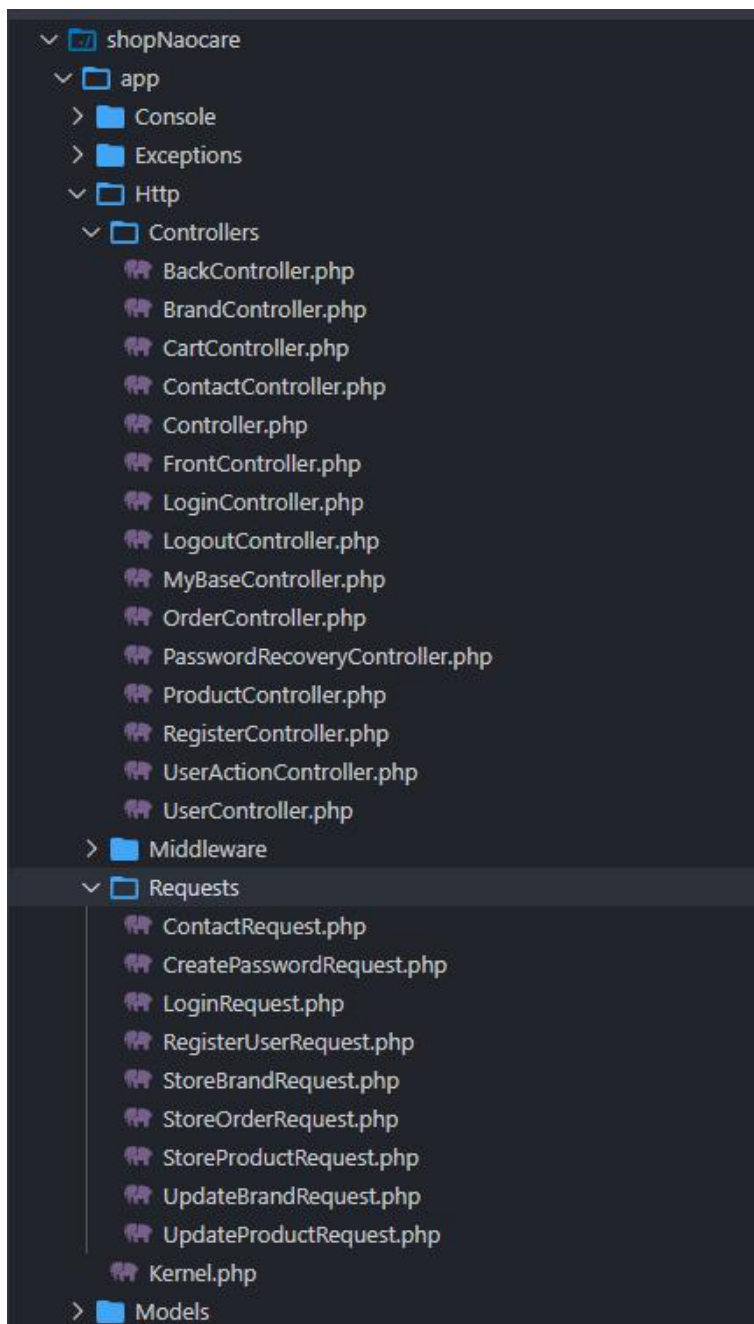 shopNaocare
app
Console
Exceptions
Http
Controllers
BackController.php
BrandController.php
CartController.php
ContactController.php
Controller.php
FrontController.php
LoginController.php
LogoutController.php
MyBaseController.php
OrderController.php
PasswordRecoveryController.php
ProductController.php
RegisterController.php
UserActionController.php
UserController.php
Middleware
Requests
ContactRequest.php
CreatePasswordRequest.php
LoginRequest.php
RegisterUserRequest.php
StoreBrandRequest.php
StoreOrderRequest.php
StoreProductRequest.php
UpdateBrandRequest.php
UpdateProductRequest.php
Kernel.php
Models